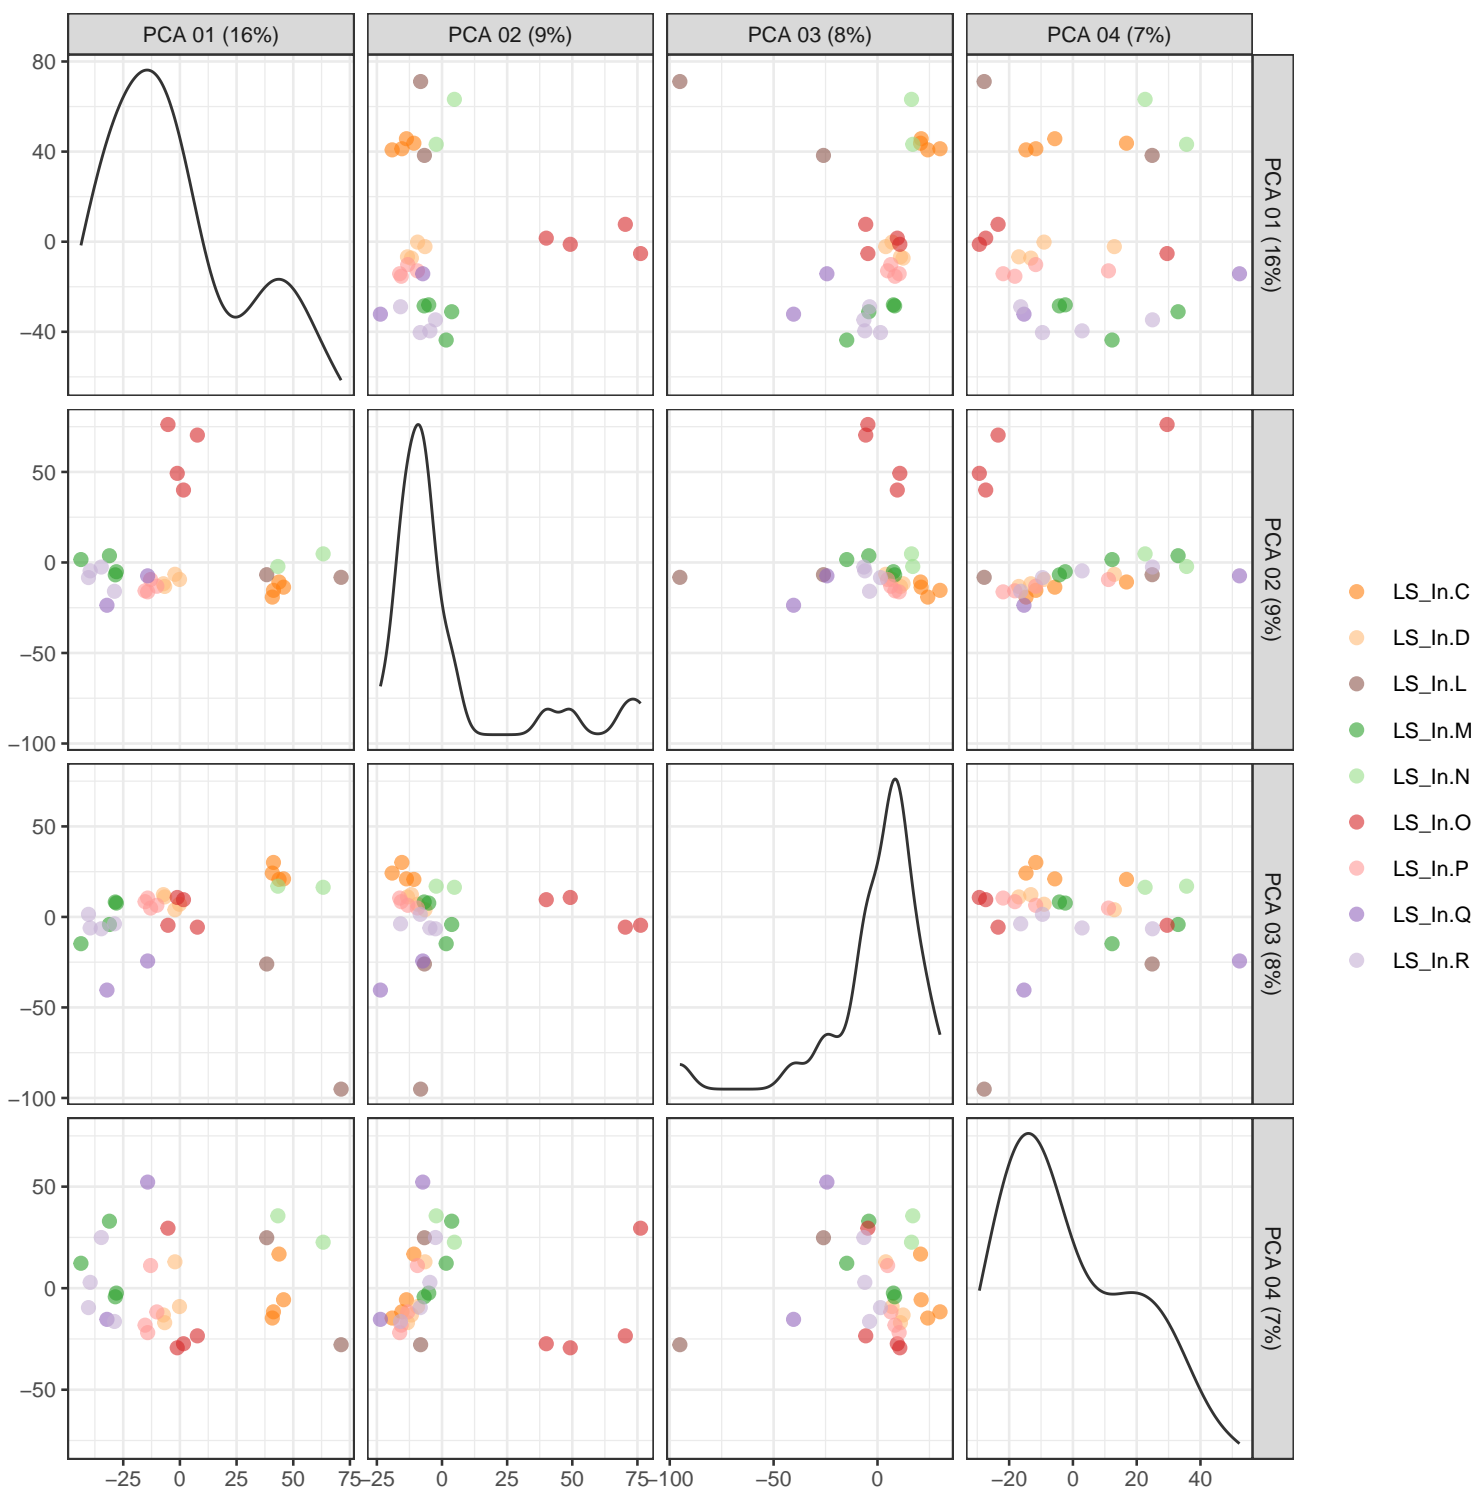 PCA 01 (16%) PCA 02 (9%) PCA 03 (8%) PCA 04 (7%)
80
40
0
−40
PCA 01 (16%)
50
0
−50
−100
PCA 02 (9%)
50
0
−50
−100
PCA 03 (8%)
50
0
−50
PCA 04 (7%)
−25 0 25 50 75 −25 0 25 50 75 −100 −50 0 −20 0 20 40
LS_In.C
LS_In.D
LS_In.L
LS_In.M
LS_In.N
LS_In.O
LS_In.P
LS_In.Q
LS_In.R